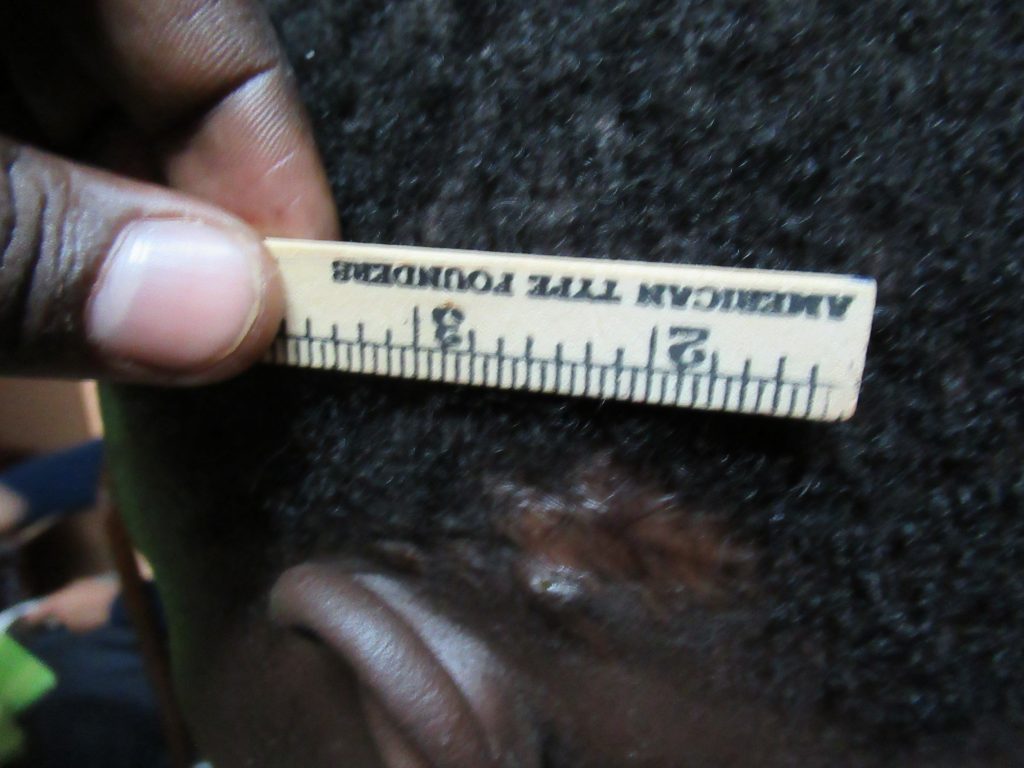 AMERICAN TYPE FOUNDERS
2 3